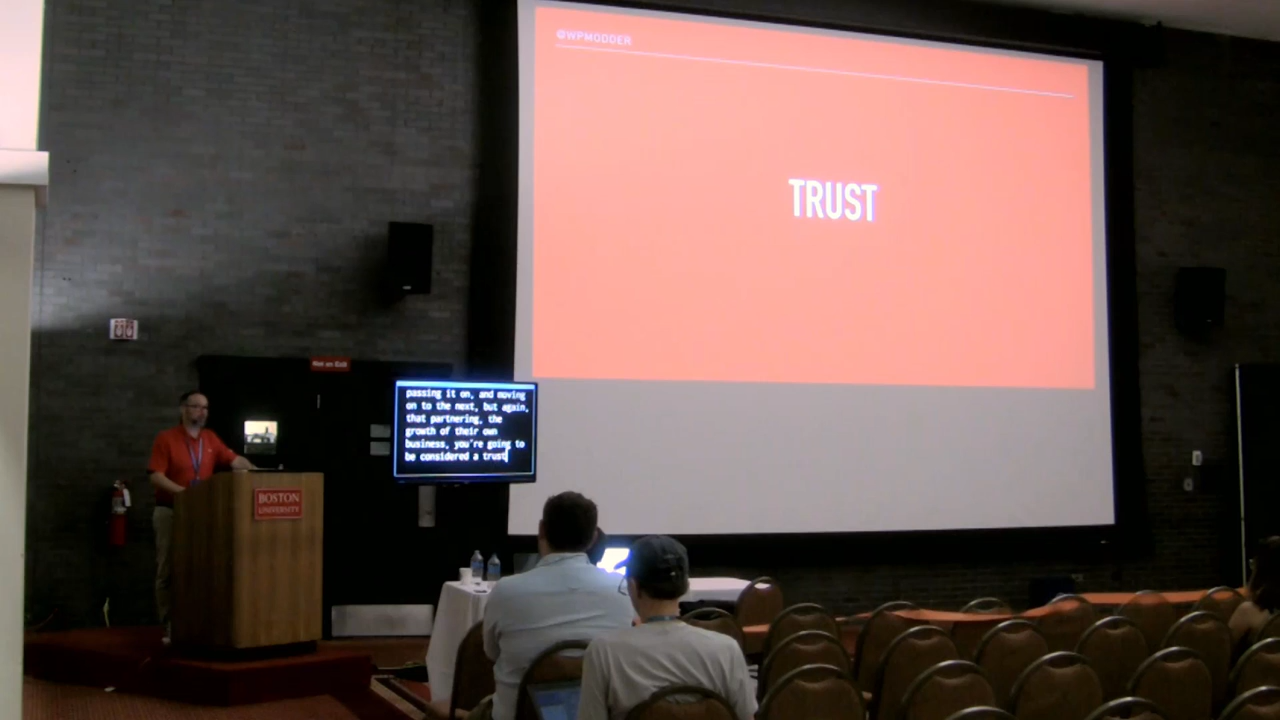 @WPMODDER
TRUST
Not an Exit
passing it on, and moving
on to the next, but again,
that partnering, the
growth of their own
business, you're going to
be considered a trust
BOSTON
UNIVERSITY